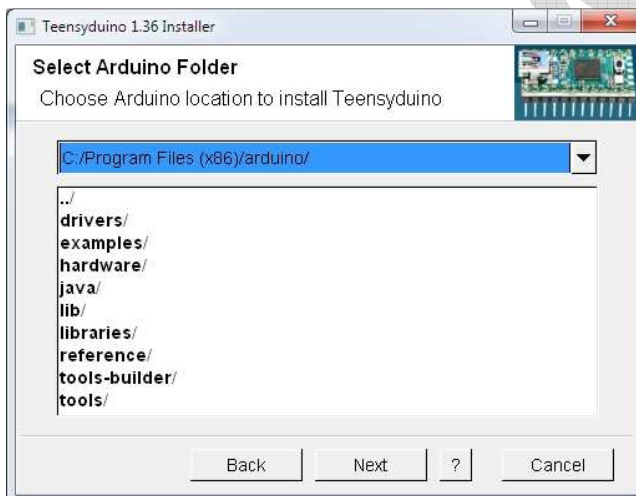 Teensyduino 1.36 Installer
Select Arduino Folder
Choose Arduino location to install Teensyduino
C:/Program Files (x86)/arduino/
../
drivers/
examples/
hardware/
java/
lib/
libraries/
reference/
tools-builder/
tools/
Back Next ? Cancel